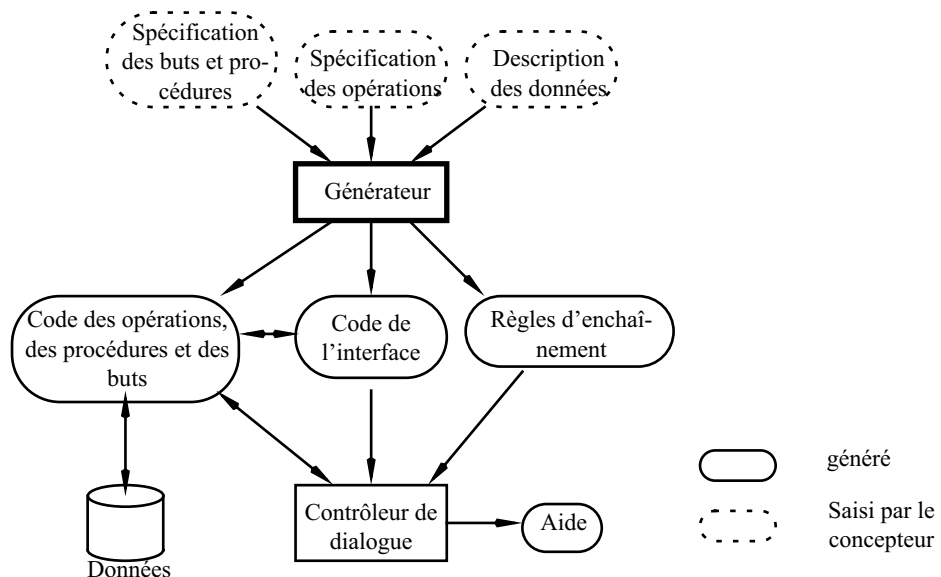 Spécification
des buts et pro-
cédures
Spécification
des opérations
Description
des données
Générateur
Code des opérations,
des procédures et des
buts
Code de
l'interface
Règles d'enchaî-
nement
Contrôleur de
dialogue
Aide
Données
généré
Saisi par le
concepteur